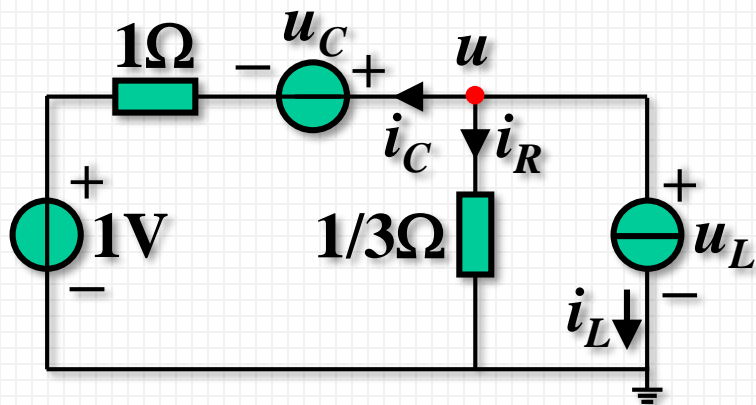 1Ω
u_C
u
− +
i_C
i_R
+
1V
−
1/3Ω
+
u_L
−
i_L